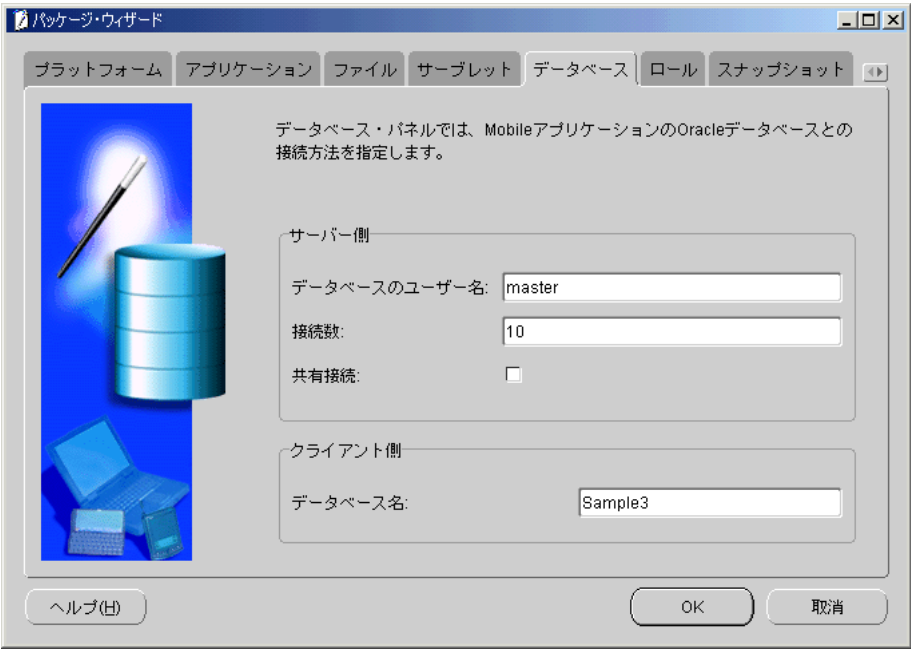 パッケージ・ウィザード
プラットフォーム アプリケーション ファイル サーブレット データベース ロール スナップショット
データベース・パネルでは、MobileアプリケーションのOracleデータベースとの
接続方法を指定します。
サーバー側
データベースのユーザー名: master
接続数: 10
共有接続:
クライアント側
データベース名: Sample3
ヘルプ(H) OK 取消